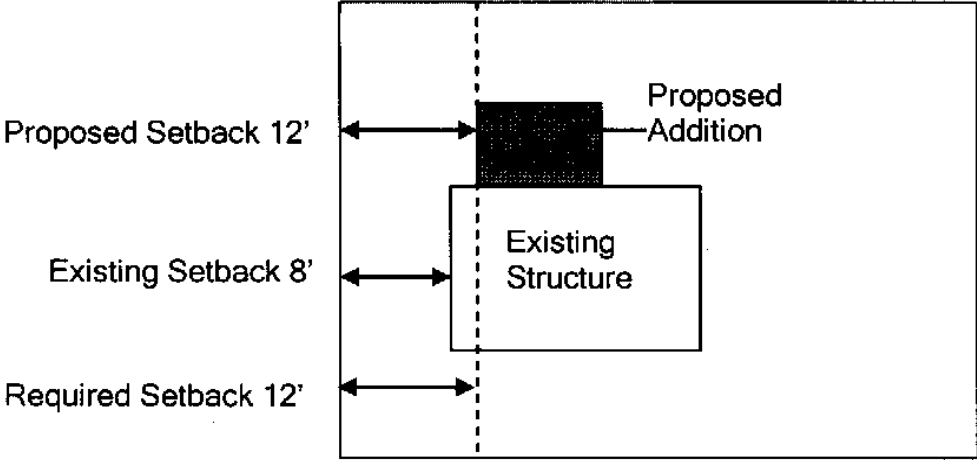 Proposed Setback 12'
Proposed
Addition
Existing Setback 8'
Existing
Structure
Required Setback 12'